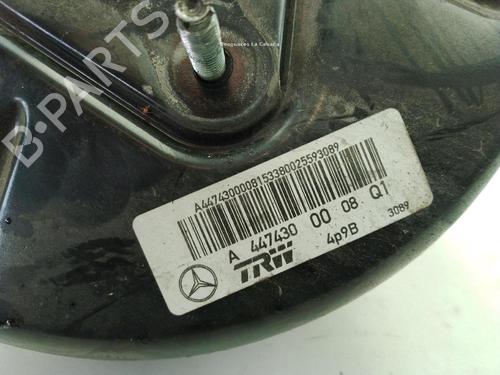 Desguaces La Cabaña
B-PARTS
A4474300008153380025593089
A 447430 00 08 Q1
TRW
4p9B
3089